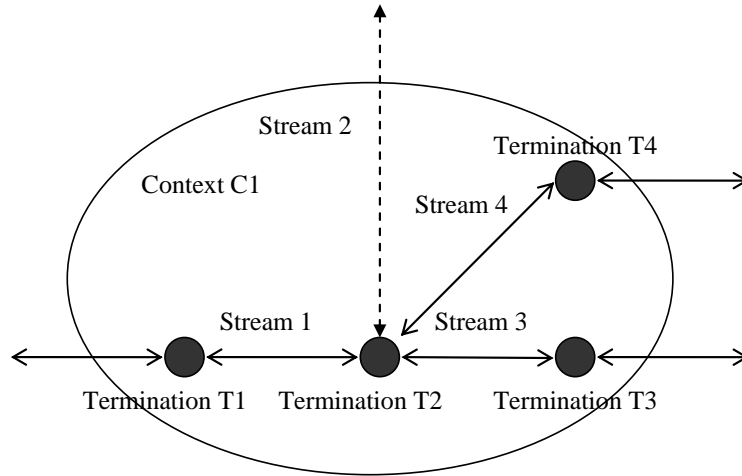 Stream 2
Termination T4
Context C1
Stream 4
Stream 1
Stream 3
Termination T1
Termination T2
Termination T3